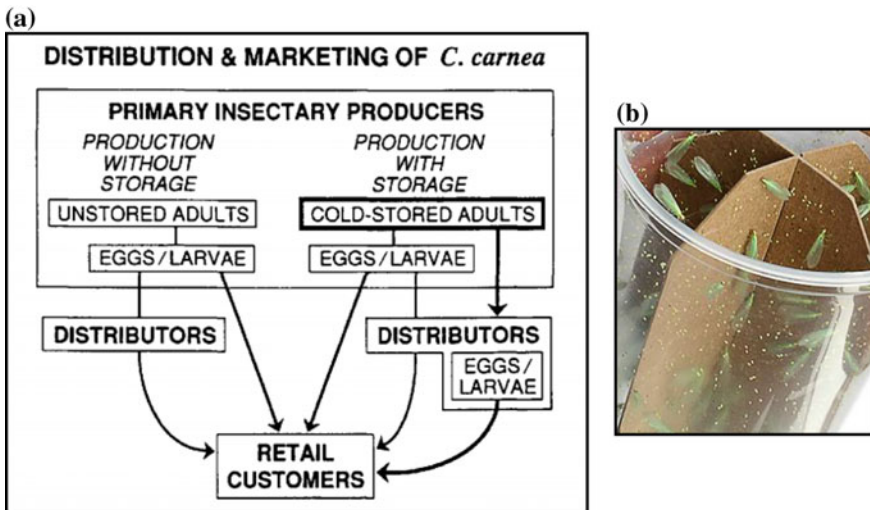 (a)
DISTRIBUTION & MARKETING OF C. carnea
PRIMARY INSECTARY PRODUCERS
PRODUCTION
WITHOUT
STORAGE
UNSTORED ADULTS
EGGS / LARVAE
PRODUCTION
WITH
STORAGE
COLD-STORED ADULTS
EGGS / LARVAE
DISTRIBUTORS
DISTRIBUTORS
EGGS /
LARVAE
RETAIL
CUSTOMERS
(b)